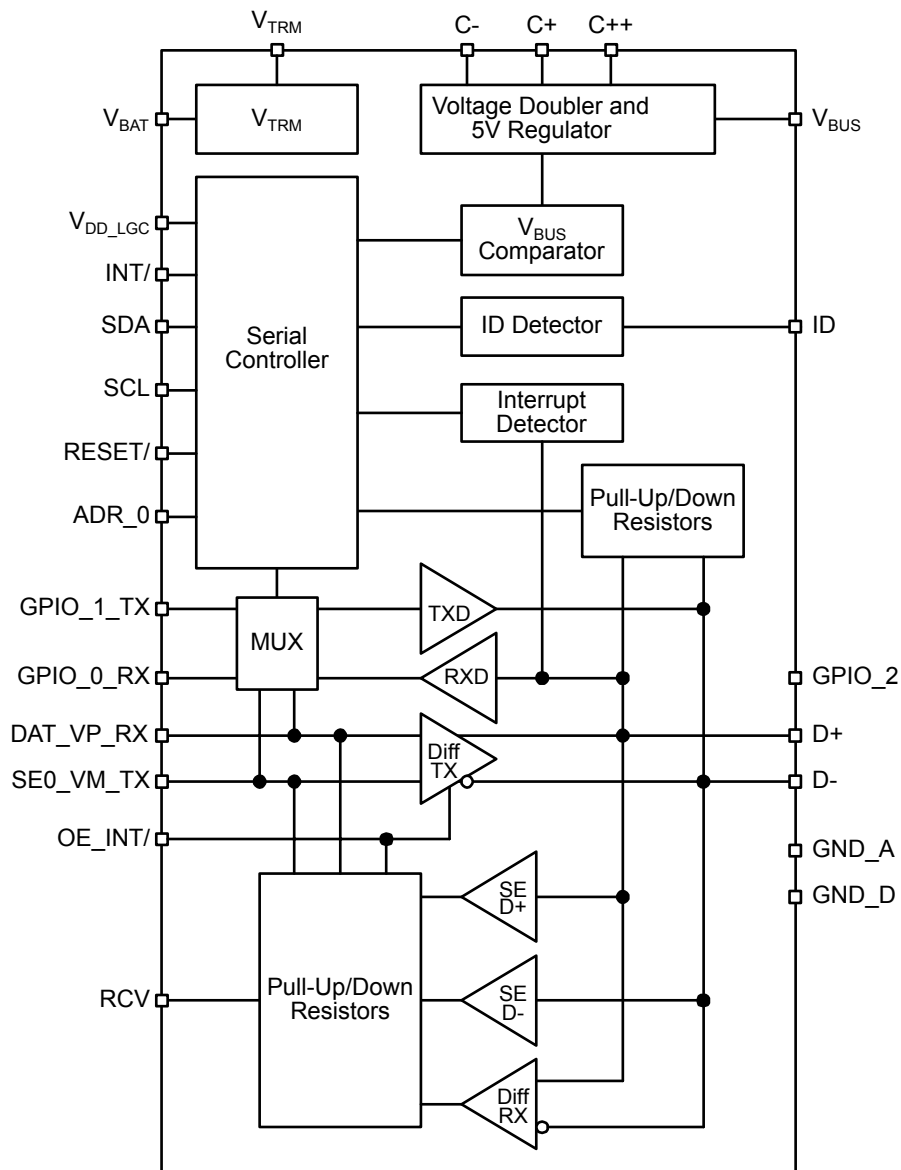 V_TRM
C-
C+
C++
V_BAT
V_TRM
Voltage Doubler and
5V Regulator
V_BUS
V_DD_LGC
V_BUS
Comparator
INT/
SDA
Serial
Controller
ID Detector
ID
SCL
Interrupt
Detector
RESET/
ADR_0
Pull-Up/Down
Resistors
GPIO_1_TX
MUX
TXD
GPIO_0_RX
RXD
GPIO_2
DAT_VP_RX
Diff
TX
D+
SE0_VM_TX
D-
OE_INT/
GND_A
SE
D+
GND_D
RCV
Pull-Up/Down
Resistors
SE
D-
Diff
RX